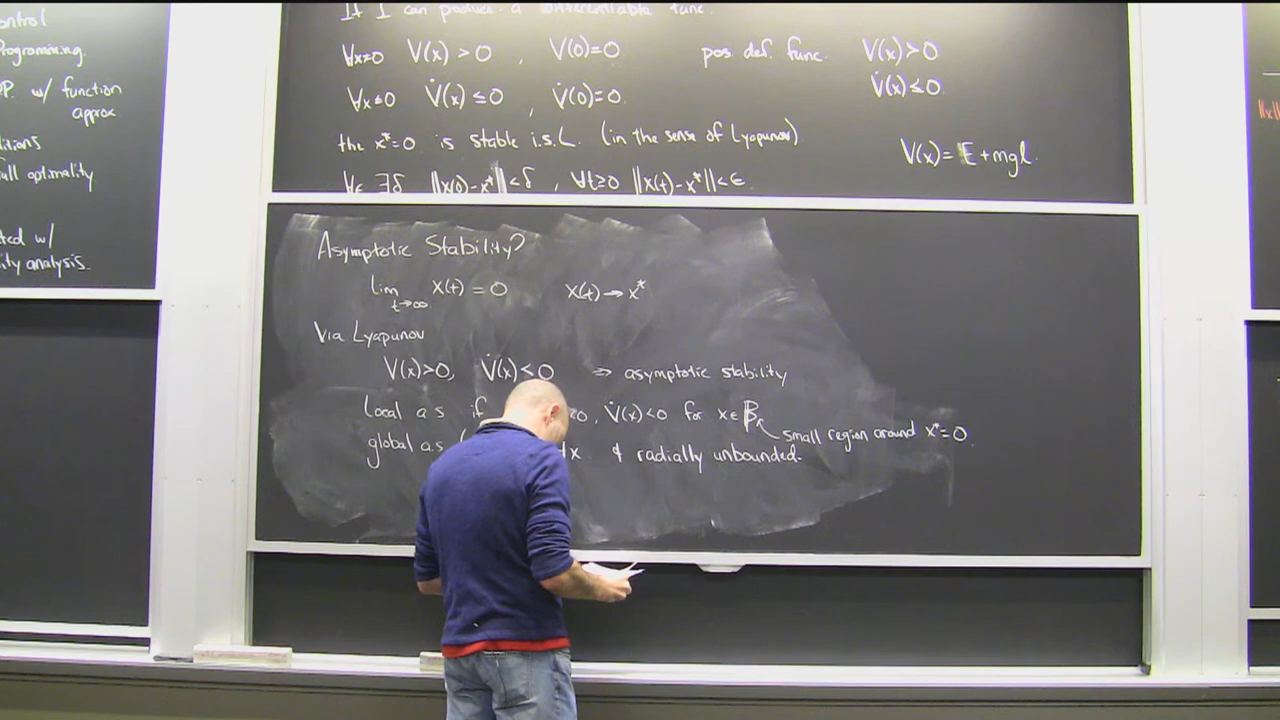 ontrol
Programming.
P. w/ function
approx
ditions
ull optimality
ted w/
ity analysis.
If I can produce a differentiable func.
∀x≠0 V(x) > 0 , V(0)=0 pos def. func. V(x)>0
∀x≠0 V̇(x) ≤ 0 , V̇(0)=0. V̇(x) ≤ 0.
the x*=0 is stable i.s.L. (in the sense of Lyapunov)
V(x) = E + mgl.
∀ε ∃δ ||x(0)-x*||<δ , ∀t≥0 ||x(t)-x*||<ε
Asymptotic Stability?
lim t→∞ x(t) = 0 x(t) → x*
Via Lyapunov
V(x)>0, V̇(x)<0 ⇒ asymptotic stability
Local a s if >0, V̇(x)<0 for x∈B
small region around x*=0.
global a.s ( ∀x. & radially unbounded.
||x||